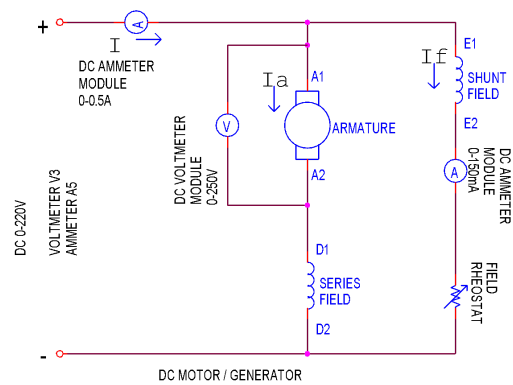 +
A
I
DC AMMETER
MODULE
0-0.5A
E1
If
SHUNT
FIELD
E2
Ia
A1
ARMATURE
A2
V
DC VOLTMETER
MODULE
0-250V
DC AMMETER
MODULE
0-150mA
A
DC 0-220V
VOLTMETER V3
AMMETER A5
D1
SERIES
FIELD
D2
FIELD
RHEOSTAT
-
DC MOTOR / GENERATOR